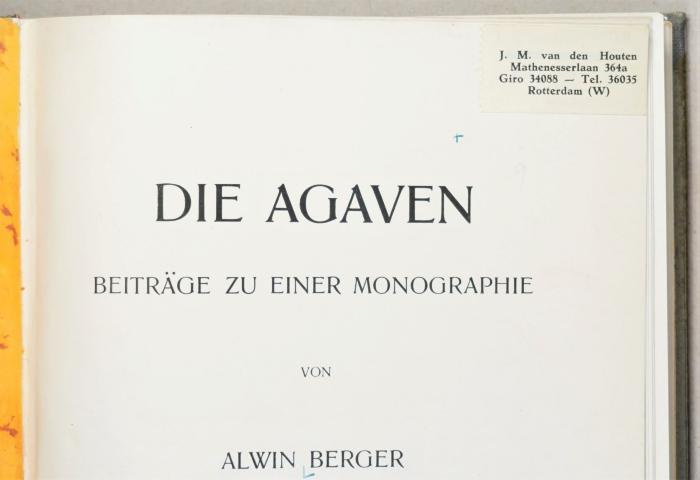 J. M. van den Houten
Mathenesserlaan 364a
Giro 34088 — Tel. 36035
Rotterdam (W)
DIE AGAVEN
BEITRÄGE ZU EINER MONOGRAPHIE
VON
ALWIN BERGER